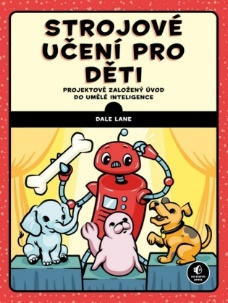 STROJOVÉ
UČENÍ PRO
DĚTI
PROJEKTOVĚ ZALOŽENÝ ÚVOD
DO UMĚLÉ INTELIGENCE
DALE LANE